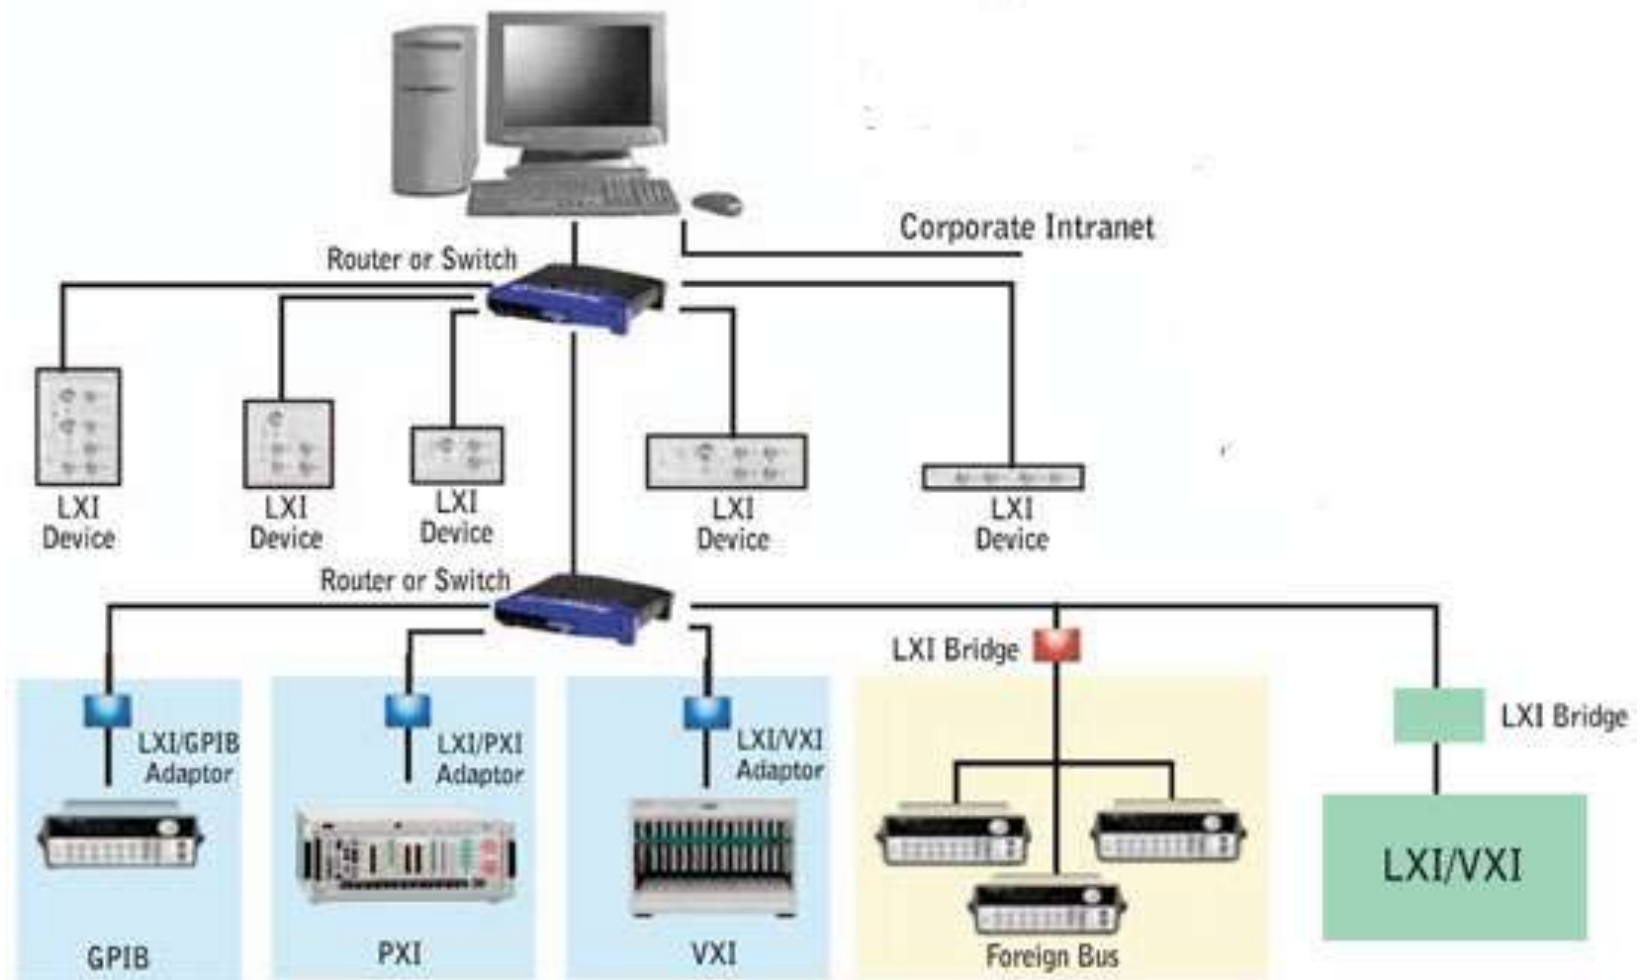 Corporate Intranet
Router or Switch
LXI
Device
LXI
Device
LXI
Device
LXI
Device
LXI
Device
Router or Switch
LXI Bridge
LXI Bridge
LXI/GPIB
Adaptor
LXI/PXI
Adaptor
LXI/VXI
Adaptor
LXI/VXI
GPIB
PXI
VXI
Foreign Bus